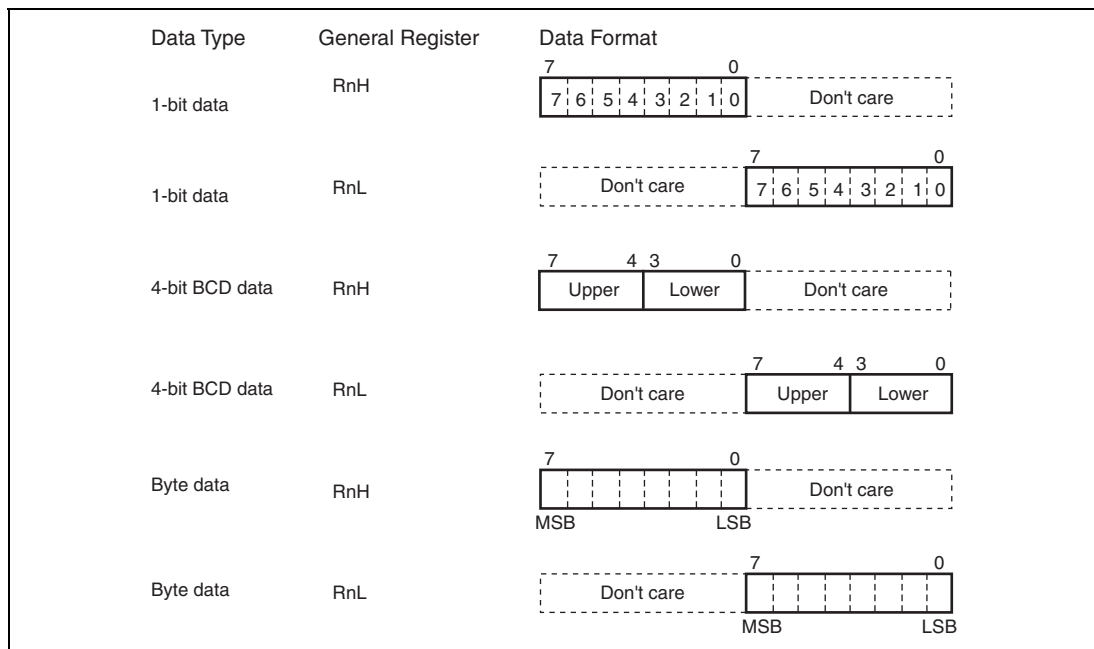 Data Type General Register Data Format
7 0
1-bit data RnH 7 6 5 4 3 2 1 0 Don't care
7 0
1-bit data RnL Don't care 7 6 5 4 3 2 1 0
7 4 3 0
4-bit BCD data RnH Upper Lower Don't care
7 4 3 0
4-bit BCD data RnL Don't care Upper Lower
7 0
Byte data RnH Don't care
MSB LSB
7 0
Byte data RnL Don't care
MSB LSB